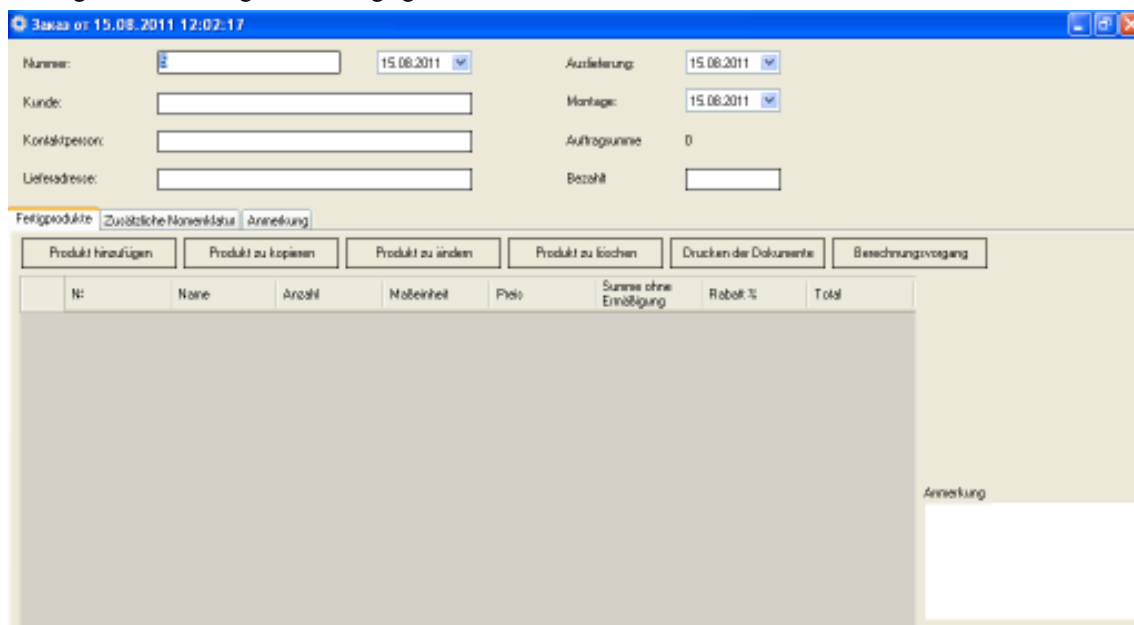 Заказ от 15.08.2011 12:02:17
Nummer: 2 15.08.2011 Auslieferung: 15.08.2011
Kunde: Montage: 15.08.2011
Kontaktperson: Auftragsumme 0
Lieferadresse: Bezahlt
Fertigprodukte Zusätzliche Nomenklatur Anmerkung
Produkt hinzufügen Produkt zu kopieren Produkt zu ändern Produkt zu löschen Drucken der Dokumente Berechnungsvorgang
№ Name Anzahl Maßeinheit Preis Summe ohne Ermäßigung Rabatt % Total
Anmerkung